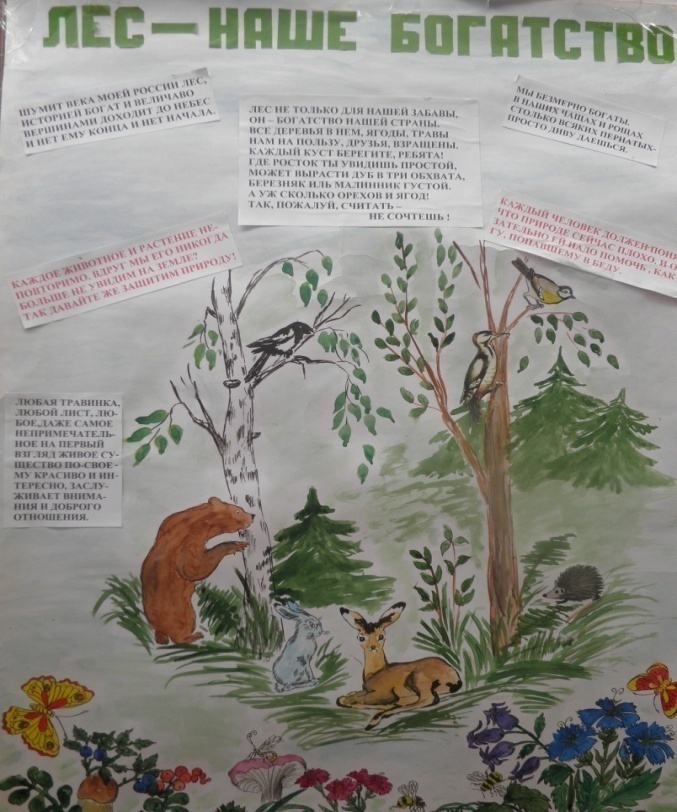 ЛЕС — НАШЕ БОГАТСТВО
ШУМИТ ВЕКА МОЕЙ РОССИИ ЛЕС,
ИСТОРИЕЙ БОГАТ И ВЕЛИЧАВО
ВЕРШИНАМИ ДОХОДИТ ДО НЕБЕС
И НЕТ ЕМУ КОНЦА И НЕТ НАЧАЛА.
ЛЕС НЕ ТОЛЬКО ДЛЯ НАШЕЙ ЗАБАВЫ,
ОН – БОГАТСТВО НАШЕЙ СТРАНЫ.
ВСЕ ДЕРЕВЬЯ В НЕМ, ЯГОДЫ, ТРАВЫ
НАМ НА ПОЛЬЗУ, ДРУЗЬЯ, ВЗРАЩЕНЫ.
КАЖДЫЙ КУСТ БЕРЕГИТЕ, РЕБЯТА!
ГДЕ РОСТОК ТЫ УВИДИШЬ ПРОСТОЙ,
МОЖЕТ ВЫРАСТИ ДУБ В ТРИ ОБХВАТА,
БЕРЕЗНЯК ИЛЬ МАЛИННИК ГУСТОЙ.
А УЖ СКОЛЬКО ОРЕХОВ И ЯГОД!
ТАК, ПОЖАЛУЙ, СЧИТАТЬ –
НЕ СОЧТЕШЬ !
МЫ БЕЗМЕРНО БОГАТЫ.
В НАШИХ ЧАЩАХ И РОЩАХ
СТОЛЬКО ВСЯКИХ ПЕРНАТЫХ-
ПРОСТО ДИВУ ДАЕШЬСЯ.
КАЖДОЕ ЖИВОТНОЕ И РАСТЕНИЕ НЕ-
ПОВТОРИМО. ВДРУГ МЫ ЕГО НИКОГДА
БОЛЬШЕ НЕ УВИДИМ НА ЗЕМЛЕ?
ТАК ДАВАЙТЕ ЖЕ ЗАЩИТИМ ПРИРОДУ!
КАЖДЫЙ ЧЕЛОВЕК ДОЛЖЕН ПОНЯ
ЧТО ПРИРОДЕ СЕЙЧАС ПЛОХО, И О
ЗАТЕЛЬНО ЕЙ НАДО ПОМОЧЬ , КАК
ГУ, ПОПАВШЕМУ В БЕДУ.
ЛЮБАЯ ТРАВИНКА,
ЛЮБОЙ ЛИСТ, ЛЮ-
БОЕ,ДАЖЕ САМОЕ
НЕПРИМЕЧАТЕЛЬ-
НОЕ НА ПЕРВЫЙ
ВЗГЛЯД ЖИВОЕ СУ-
ЩЕСТВО ПО-СВОЕ-
МУ КРАСИВО И ИН-
ТЕРЕСНО, ЗАСЛУ-
ЖИВАЕТ ВНИМА-
НИЯ И ДОБРОГО
ОТНОШЕНИЯ.